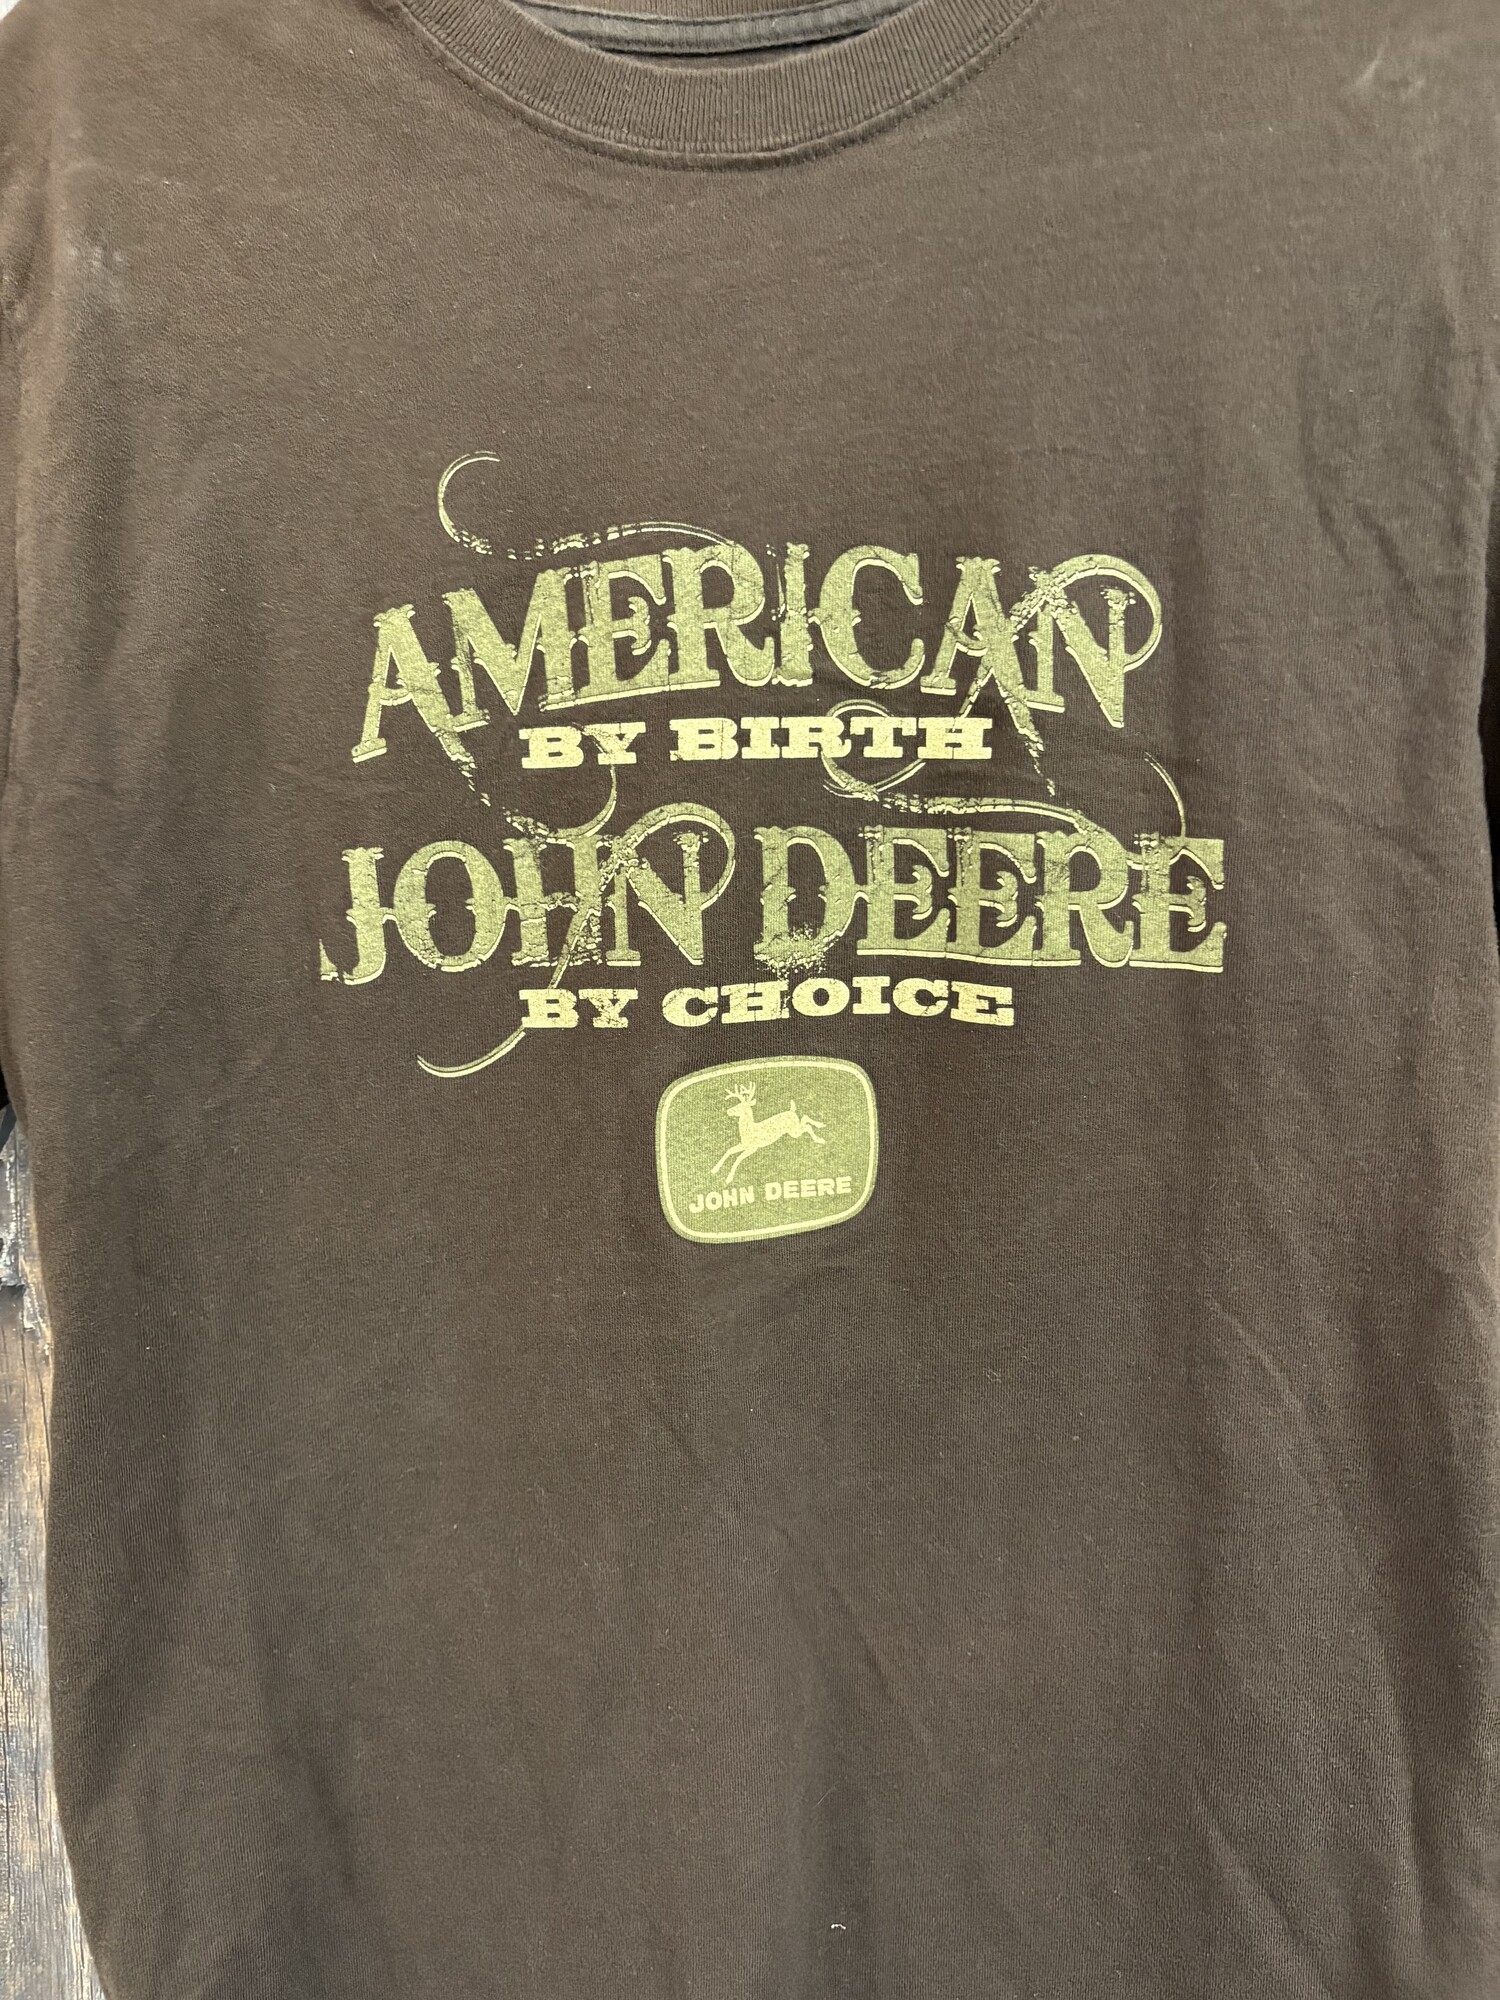 AMERICAN
BY BIRTH
JOHN DEERE
BY CHOICE
JOHN DEERE